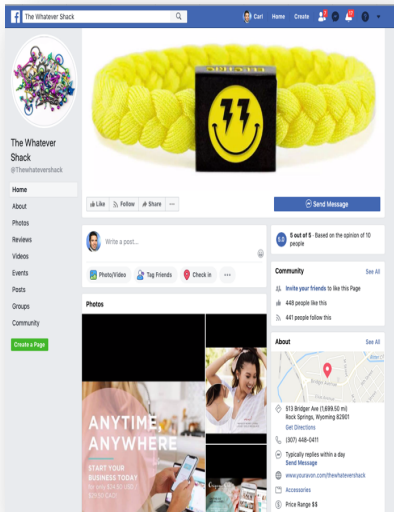 The Whatever Shack
Carl
Home
Create
The Whatever
Shack
@Thewhatevershack
Home
About
Photos
Reviews
Videos
Events
Posts
Groups
Community
Create a Page
Like
Follow
Share
Send Message
Write a post...
Photo/Video
Tag Friends
Check in
Photos
ANYTIME,
ANYWHERE
START YOUR
BUSINESS TODAY
5 out of 5 · Based on the opinion of 10
people
Community
See All
Invite your friends to like this Page
448 people like this
441 people follow this
About
See All
Bridger Ave
513 Bridger Ave (1,699.50 mi)
Rock Springs, Wyoming 82901
Get Directions
(307) 448-0411
Typically replies within a day
Send Message
www.youravon.com/thewhatevershack
Accessories
Price Range $$